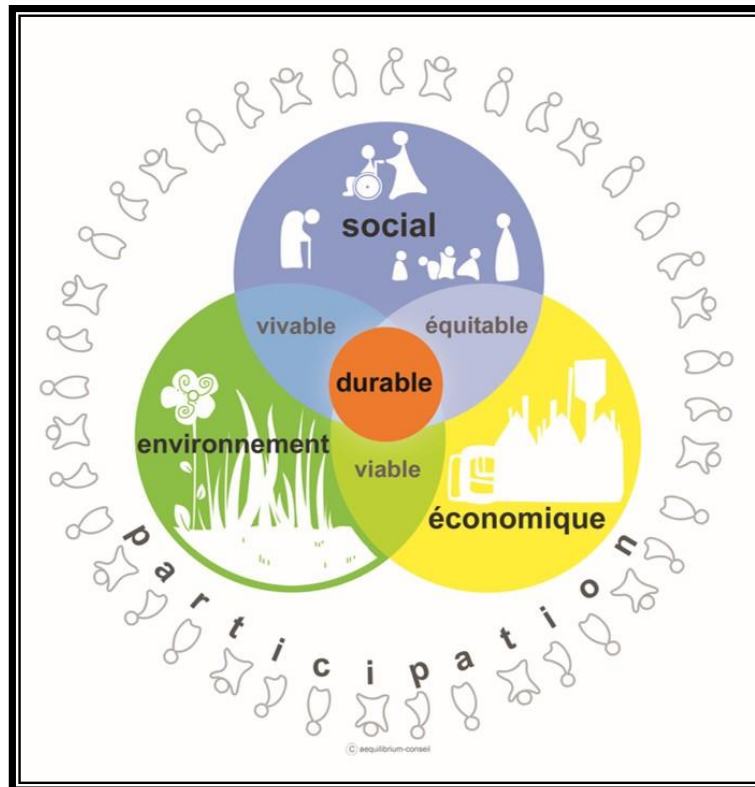 social
vivable
équitable
durable
environnement
viable
économique
participation
© aequilibrium-conseil